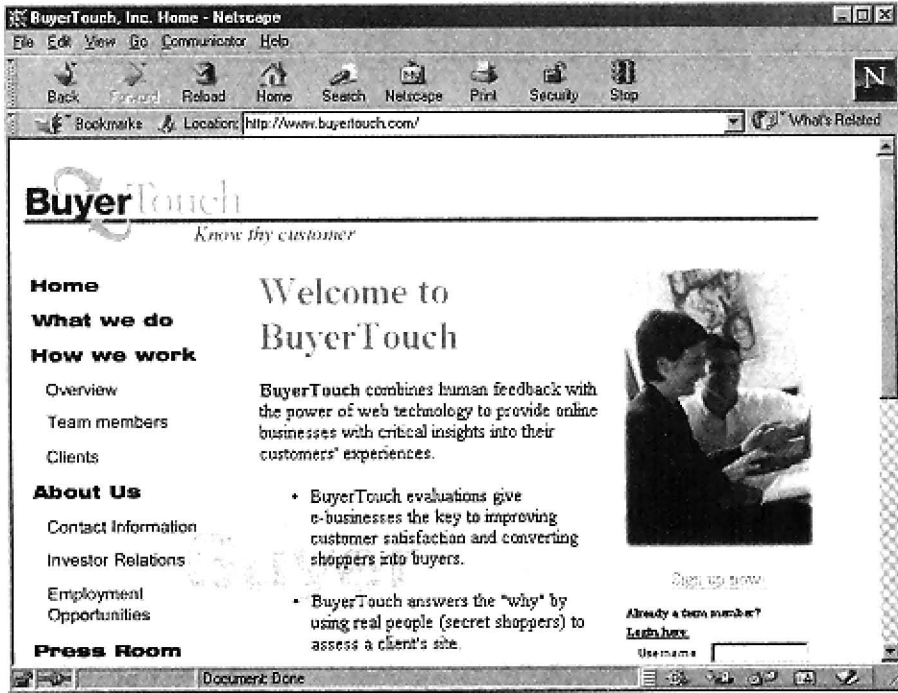 BuyerTouch, Inc. Home - Netscape
File Edit View Go Communicator Help
Back Forward Reload Home Search Netscape Print Security Stop
N
Bookmarks Location: http://www.buyertouch.com/ What's Related
BuyerTouch
Know thy customer
Home
What we do
How we work
Overview
Team members
Clients
About Us
Contact Information
Investor Relations
Employment
Opportunities
Press Room
Welcome to
BuyerTouch
BuyerTouch combines human feedback with
the power of web technology to provide online
businesses with critical insights into their
customers' experiences.
• BuyerTouch evaluations give
e-businesses the key to improving
customer satisfaction and converting
shoppers into buyers.
• BuyerTouch answers the "why" by
using real people (secret shoppers) to
assess a client's site.
Sign up now
Already a team member?
Login here.
Username
Document: Done